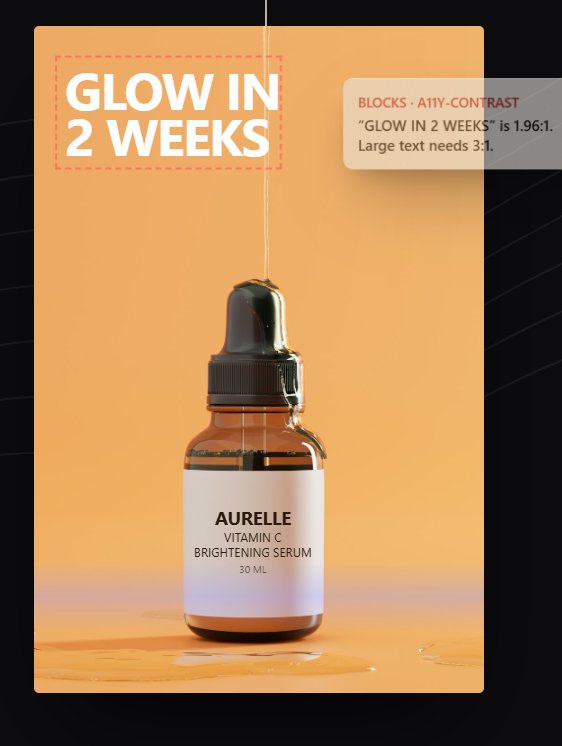 GLOW IN
2 WEEKS
BLOCKS · A11Y-CONTRAST
“GLOW IN 2 WEEKS” is 1.96:1.
Large text needs 3:1.
AURELLE
VITAMIN C
BRIGHTENING SERUM
30 ML